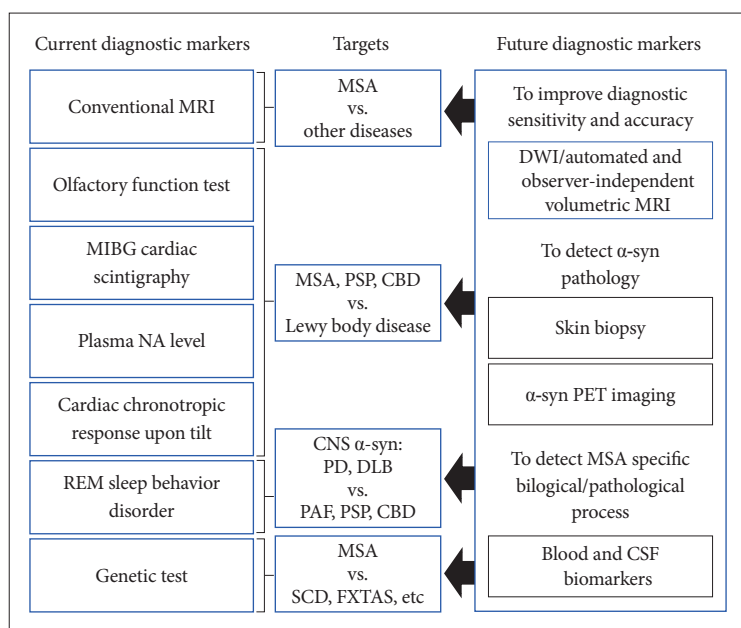 Current diagnostic markers
Conventional MRI
Olfactory function test
MIBG cardiac
scintigraphy
Plasma NA level
Cardiac chronotropic
response upon tilt
REM sleep behavior
disorder
Genetic test
Targets
MSA
vs.
other diseases
MSA, PSP, CBD
vs.
Lewy body disease
CNS α-syn:
PD, DLB
vs.
PAF, PSP, CBD
MSA
vs.
SCD, FXTAS, etc
Future diagnostic markers
To improve diagnostic
sensitivity and accuracy
DWI/automated and
observer-independent
volumetric MRI
To detect α-syn
pathology
Skin biopsy
α-syn PET imaging
To detect MSA specific
bilogical/pathological
process
Blood and CSF
biomarkers